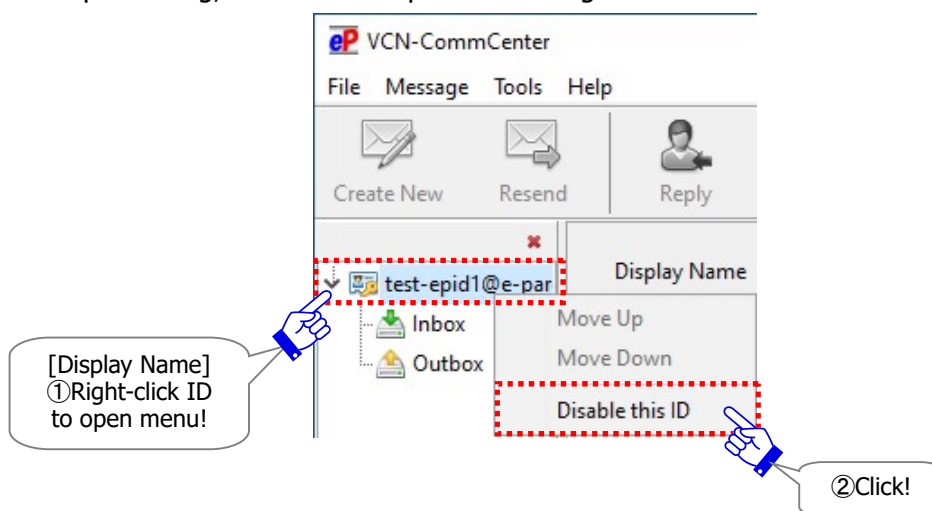 eP VCN-CommCenter
File Message Tools Help
Create New Resend Reply
test-epid1@e-par
Display Name
Inbox
Outbox
Move Up
Move Down
Disable this ID
[Display Name]
①Right-click ID
to open menu!
②Click!